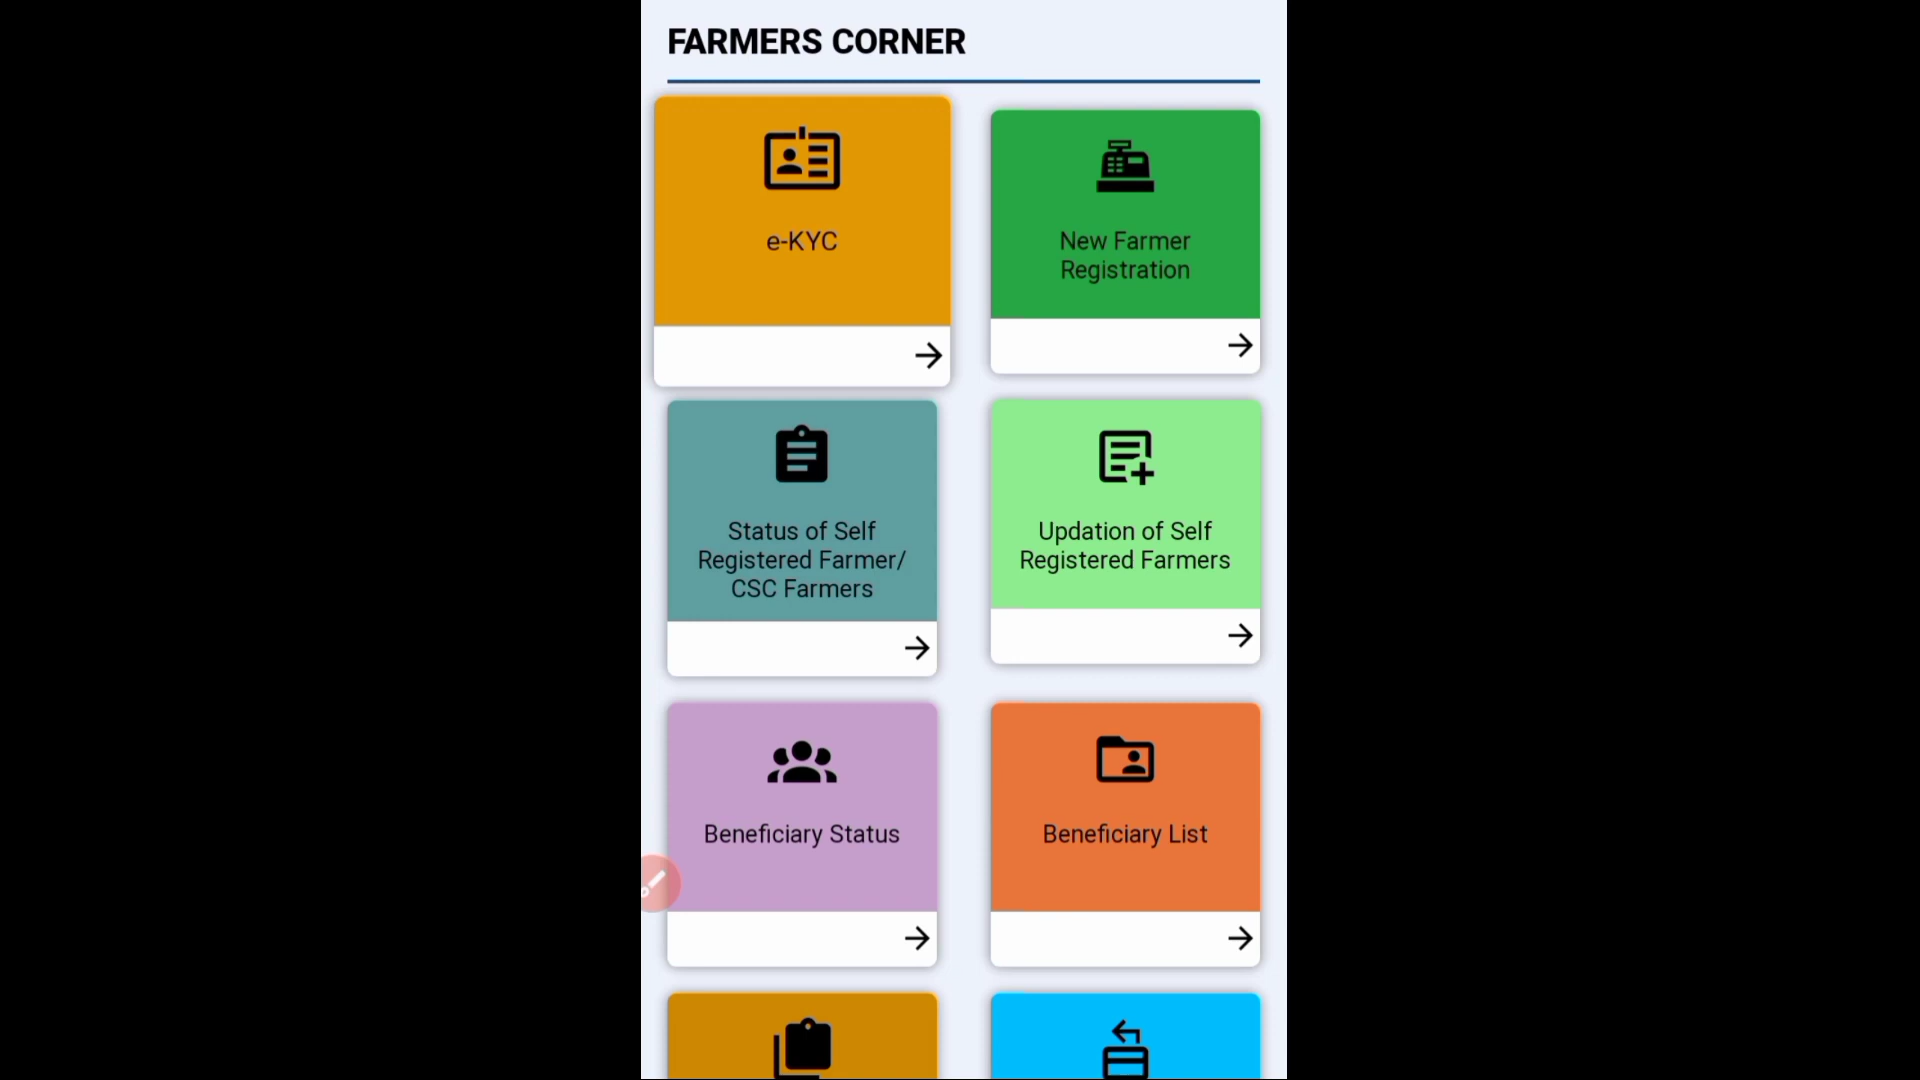 FARMERS CORNER
e-KYC
New Farmer
Registration
Status of Self
Registered Farmer/
CSC Farmers
Updation of Self
Registered Farmers
Beneficiary Status
Beneficiary List